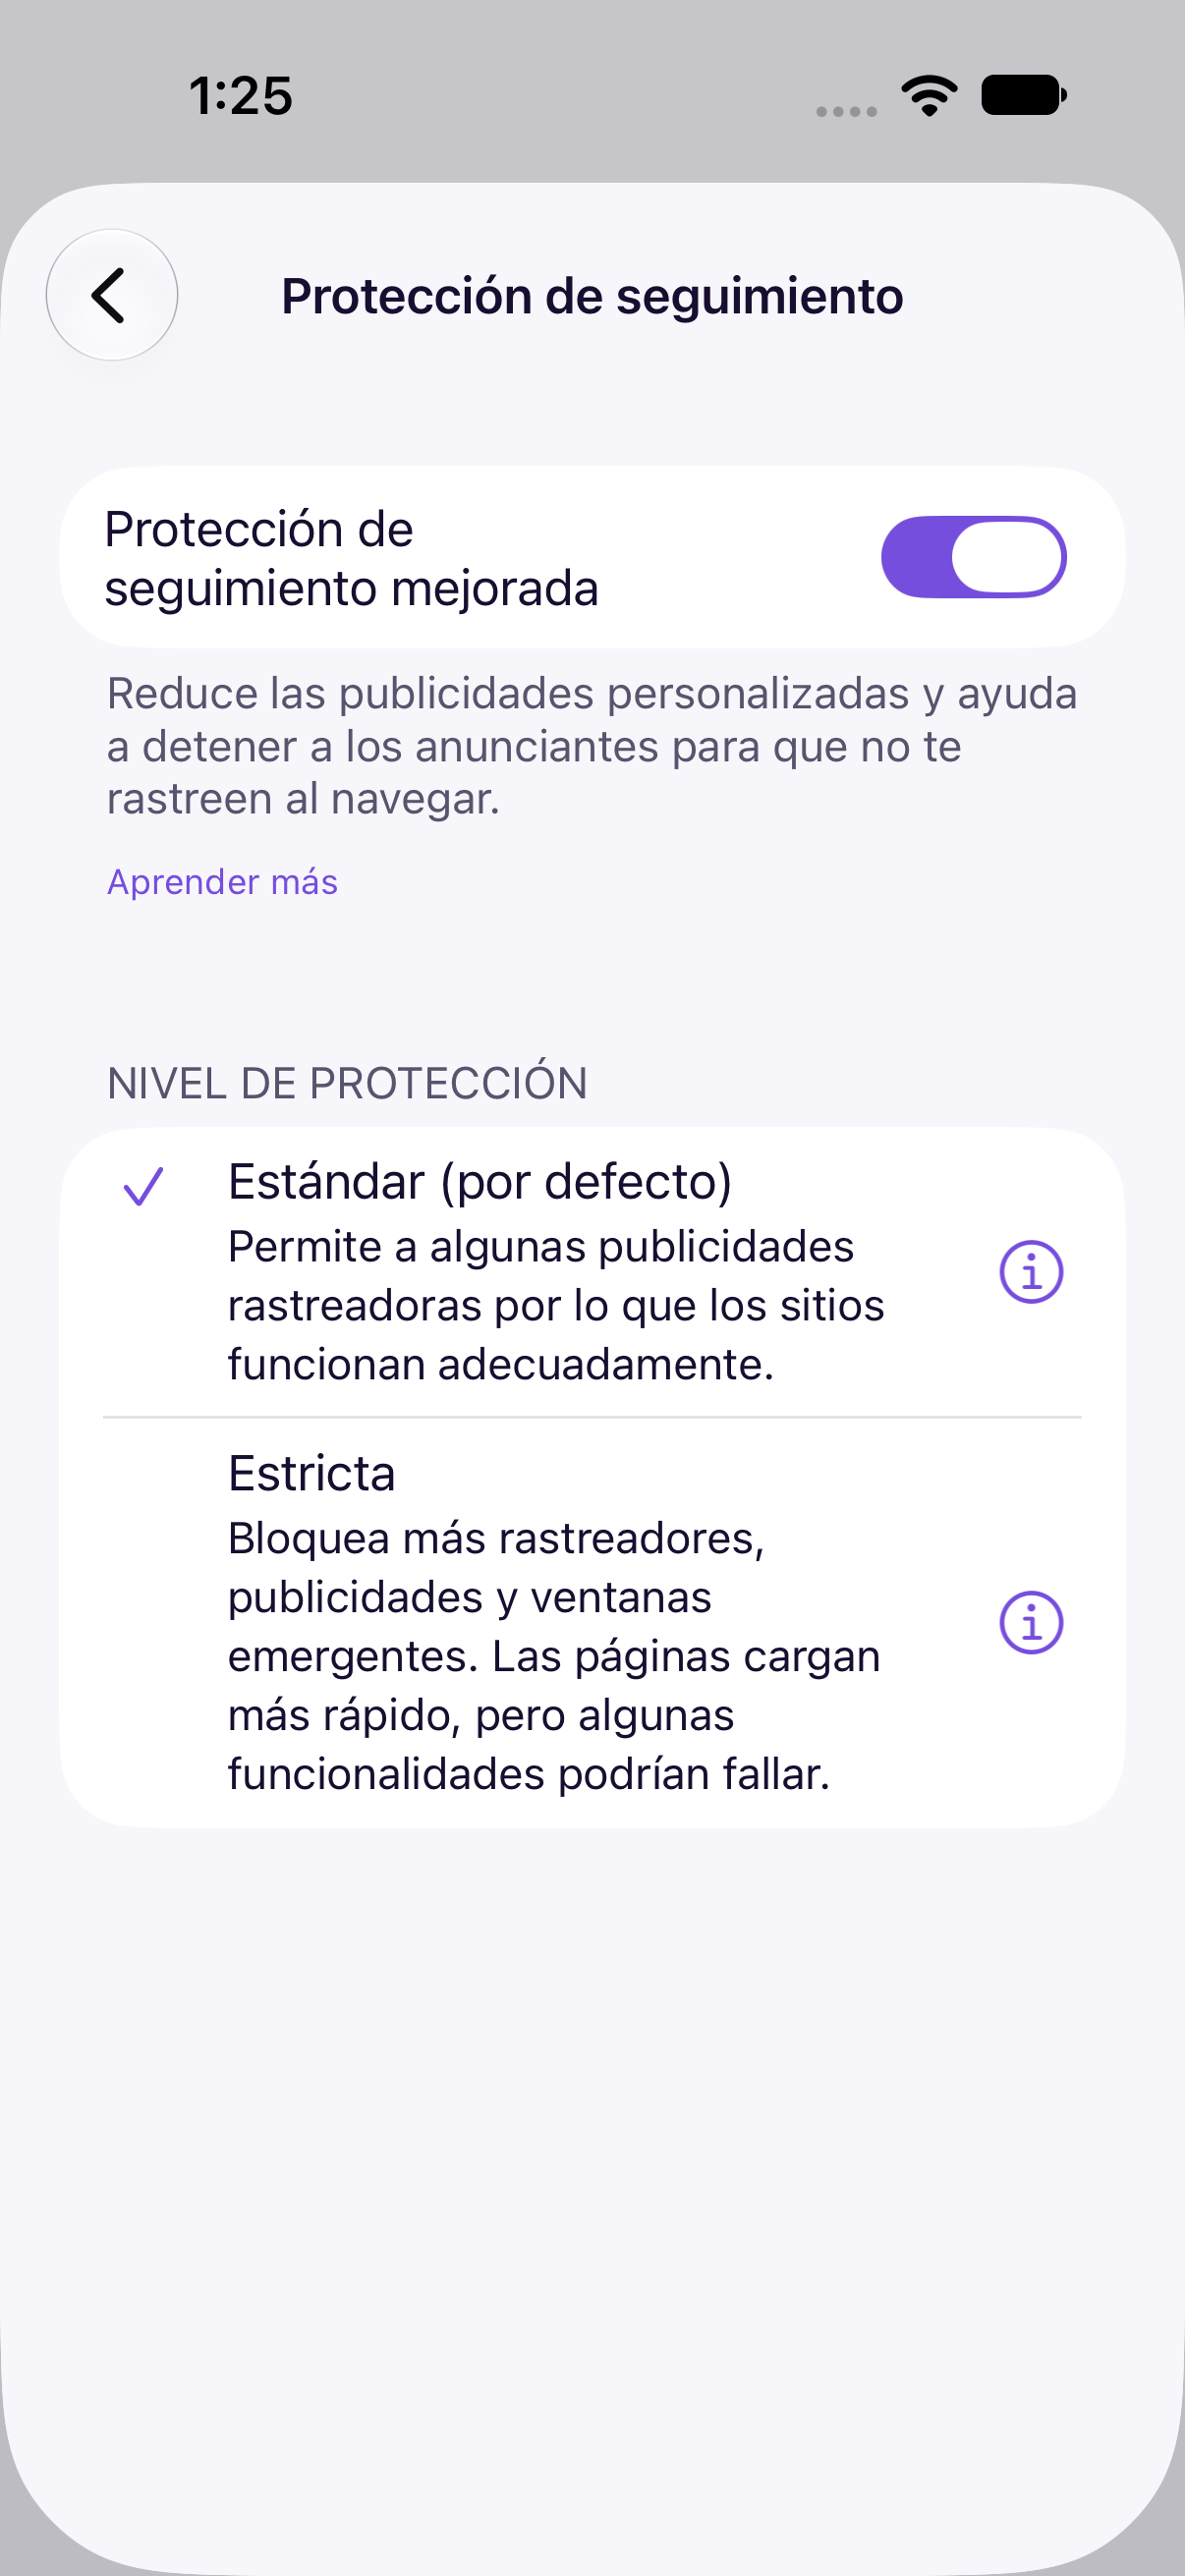 1:25
Protección de seguimiento
Protección de
seguimiento mejorada
Reduce las publicidades personalizadas y ayuda
a detener a los anunciantes para que no te
rastreen al navegar.
Aprender más
NIVEL DE PROTECCIÓN
Estándar (por defecto)
Permite a algunas publicidades
rastreadoras por lo que los sitios
funcionan adecuadamente.
Estricta
Bloquea más rastreadores,
publicidades y ventanas
emergentes. Las páginas cargan
más rápido, pero algunas
funcionalidades podrían fallar.